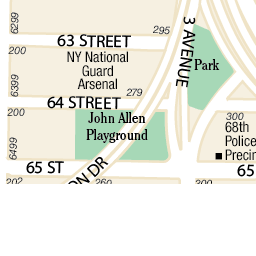 6299
295
63 STREET
3 AVENUE
200
NY National
Guard
Arsenal
Park
6399
279
64 STREET
200
John Allen
Playground
300
68th
Police
Precin
6499
65 ST
65
202
ON DR
260
300